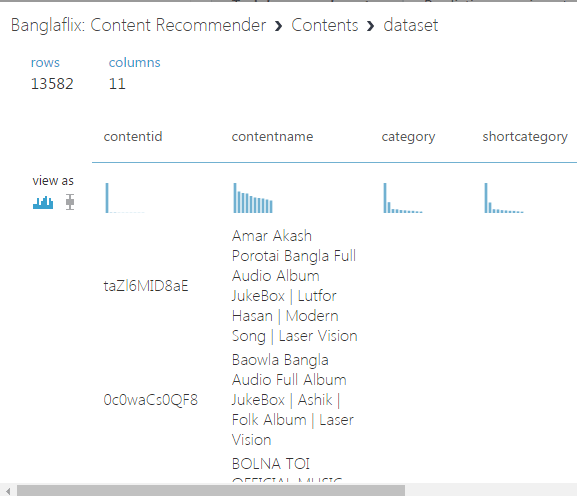 Banglaflix: Content Recommender > Contents > dataset
rows columns
13582 11
contentid contentname category shortcategory
view as
Amar Akash
Porotai Bangla Full
Audio Album
taZl6MID8aE JukeBox | Lutfor
Hasan | Modern
Song | Laser Vision
Baowla Bangla
Audio Full Album
0c0waCs0QF8 JukeBox | Ashik |
Folk Album | Laser
Vision
BOLNA TOI
OFFICIAL MUSIC